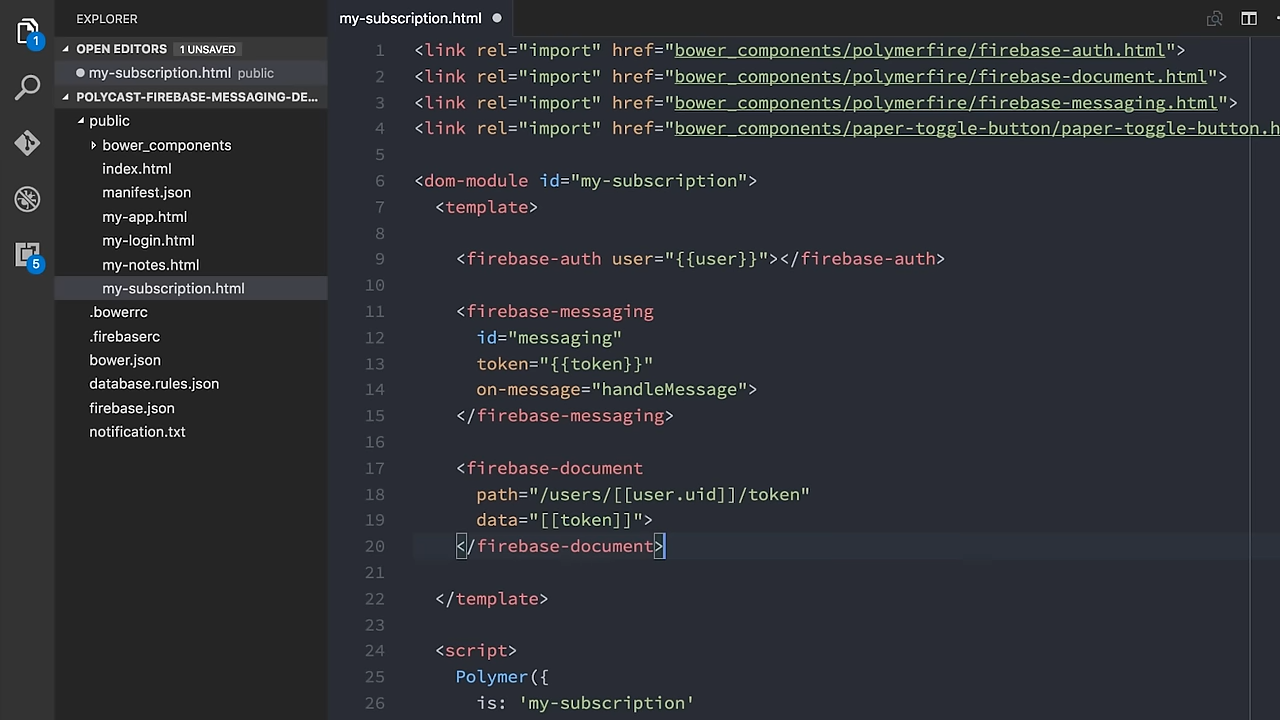 EXPLORER
OPEN EDITORS 1 UNSAVED
my-subscription.html public
POLYCAST-FIREBASE-MESSAGING-DE...
public
bower_components
index.html
manifest.json
my-app.html
my-login.html
my-notes.html
my-subscription.html
.bowerrc
.firebaserc
bower.json
database.rules.json
firebase.json
notification.txt
1
5
my-subscription.html
1 <link rel="import" href="bower_components/polymerfire/firebase-auth.html">
2 <link rel="import" href="bower_components/polymerfire/firebase-document.html">
3 <link rel="import" href="bower_components/polymerfire/firebase-messaging.html">
4 <link rel="import" href="bower_components/paper-toggle-button/paper-toggle-button.h
5
6 <dom-module id="my-subscription">
7 <template>
8
9 <firebase-auth user="{{user}}"></firebase-auth>
10
11 <firebase-messaging
12 id="messaging"
13 token="{{token}}"
14 on-message="handleMessage">
15 </firebase-messaging>
16
17 <firebase-document
18 path="/users/[[user.uid]]/token"
19 data="[[token]]">
20 </firebase-document>
21
22 </template>
23
24 <script>
25 Polymer({
26 is: 'my-subscription'